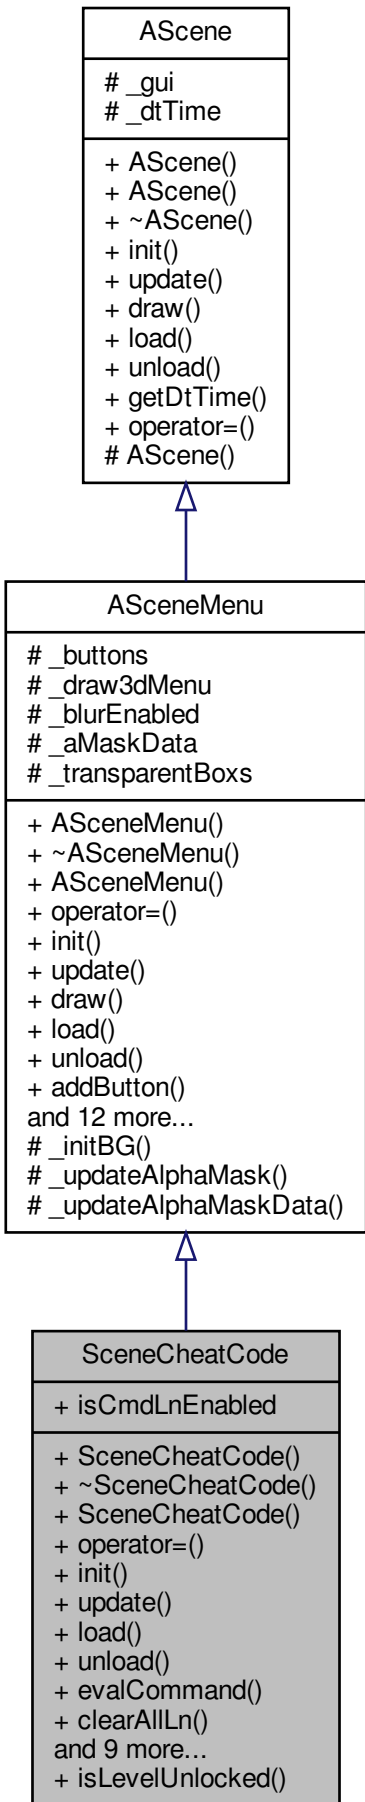 AScene
# _gui
# _dtTime
+ AScene()
+ AScene()
+ ~AScene()
+ init()
+ update()
+ draw()
+ load()
+ unload()
+ getDtTime()
+ operator=()
# AScene()
ASceneMenu
# _buttons
# _draw3dMenu
# _blurEnabled
# _aMaskData
# _transparentBoxs
+ ASceneMenu()
+ ~ASceneMenu()
+ ASceneMenu()
+ operator=()
+ init()
+ update()
+ draw()
+ load()
+ unload()
+ addButton()
and 12 more...
# _initBG()
# _updateAlphaMask()
# _updateAlphaMaskData()
SceneCheatCode
+ isCmdLnEnabled
+ SceneCheatCode()
+ ~SceneCheatCode()
+ SceneCheatCode()
+ operator=()
+ init()
+ update()
+ load()
+ unload()
+ evalCommand()
+ clearAllLn()
and 9 more...
+ isLevelUnlocked()